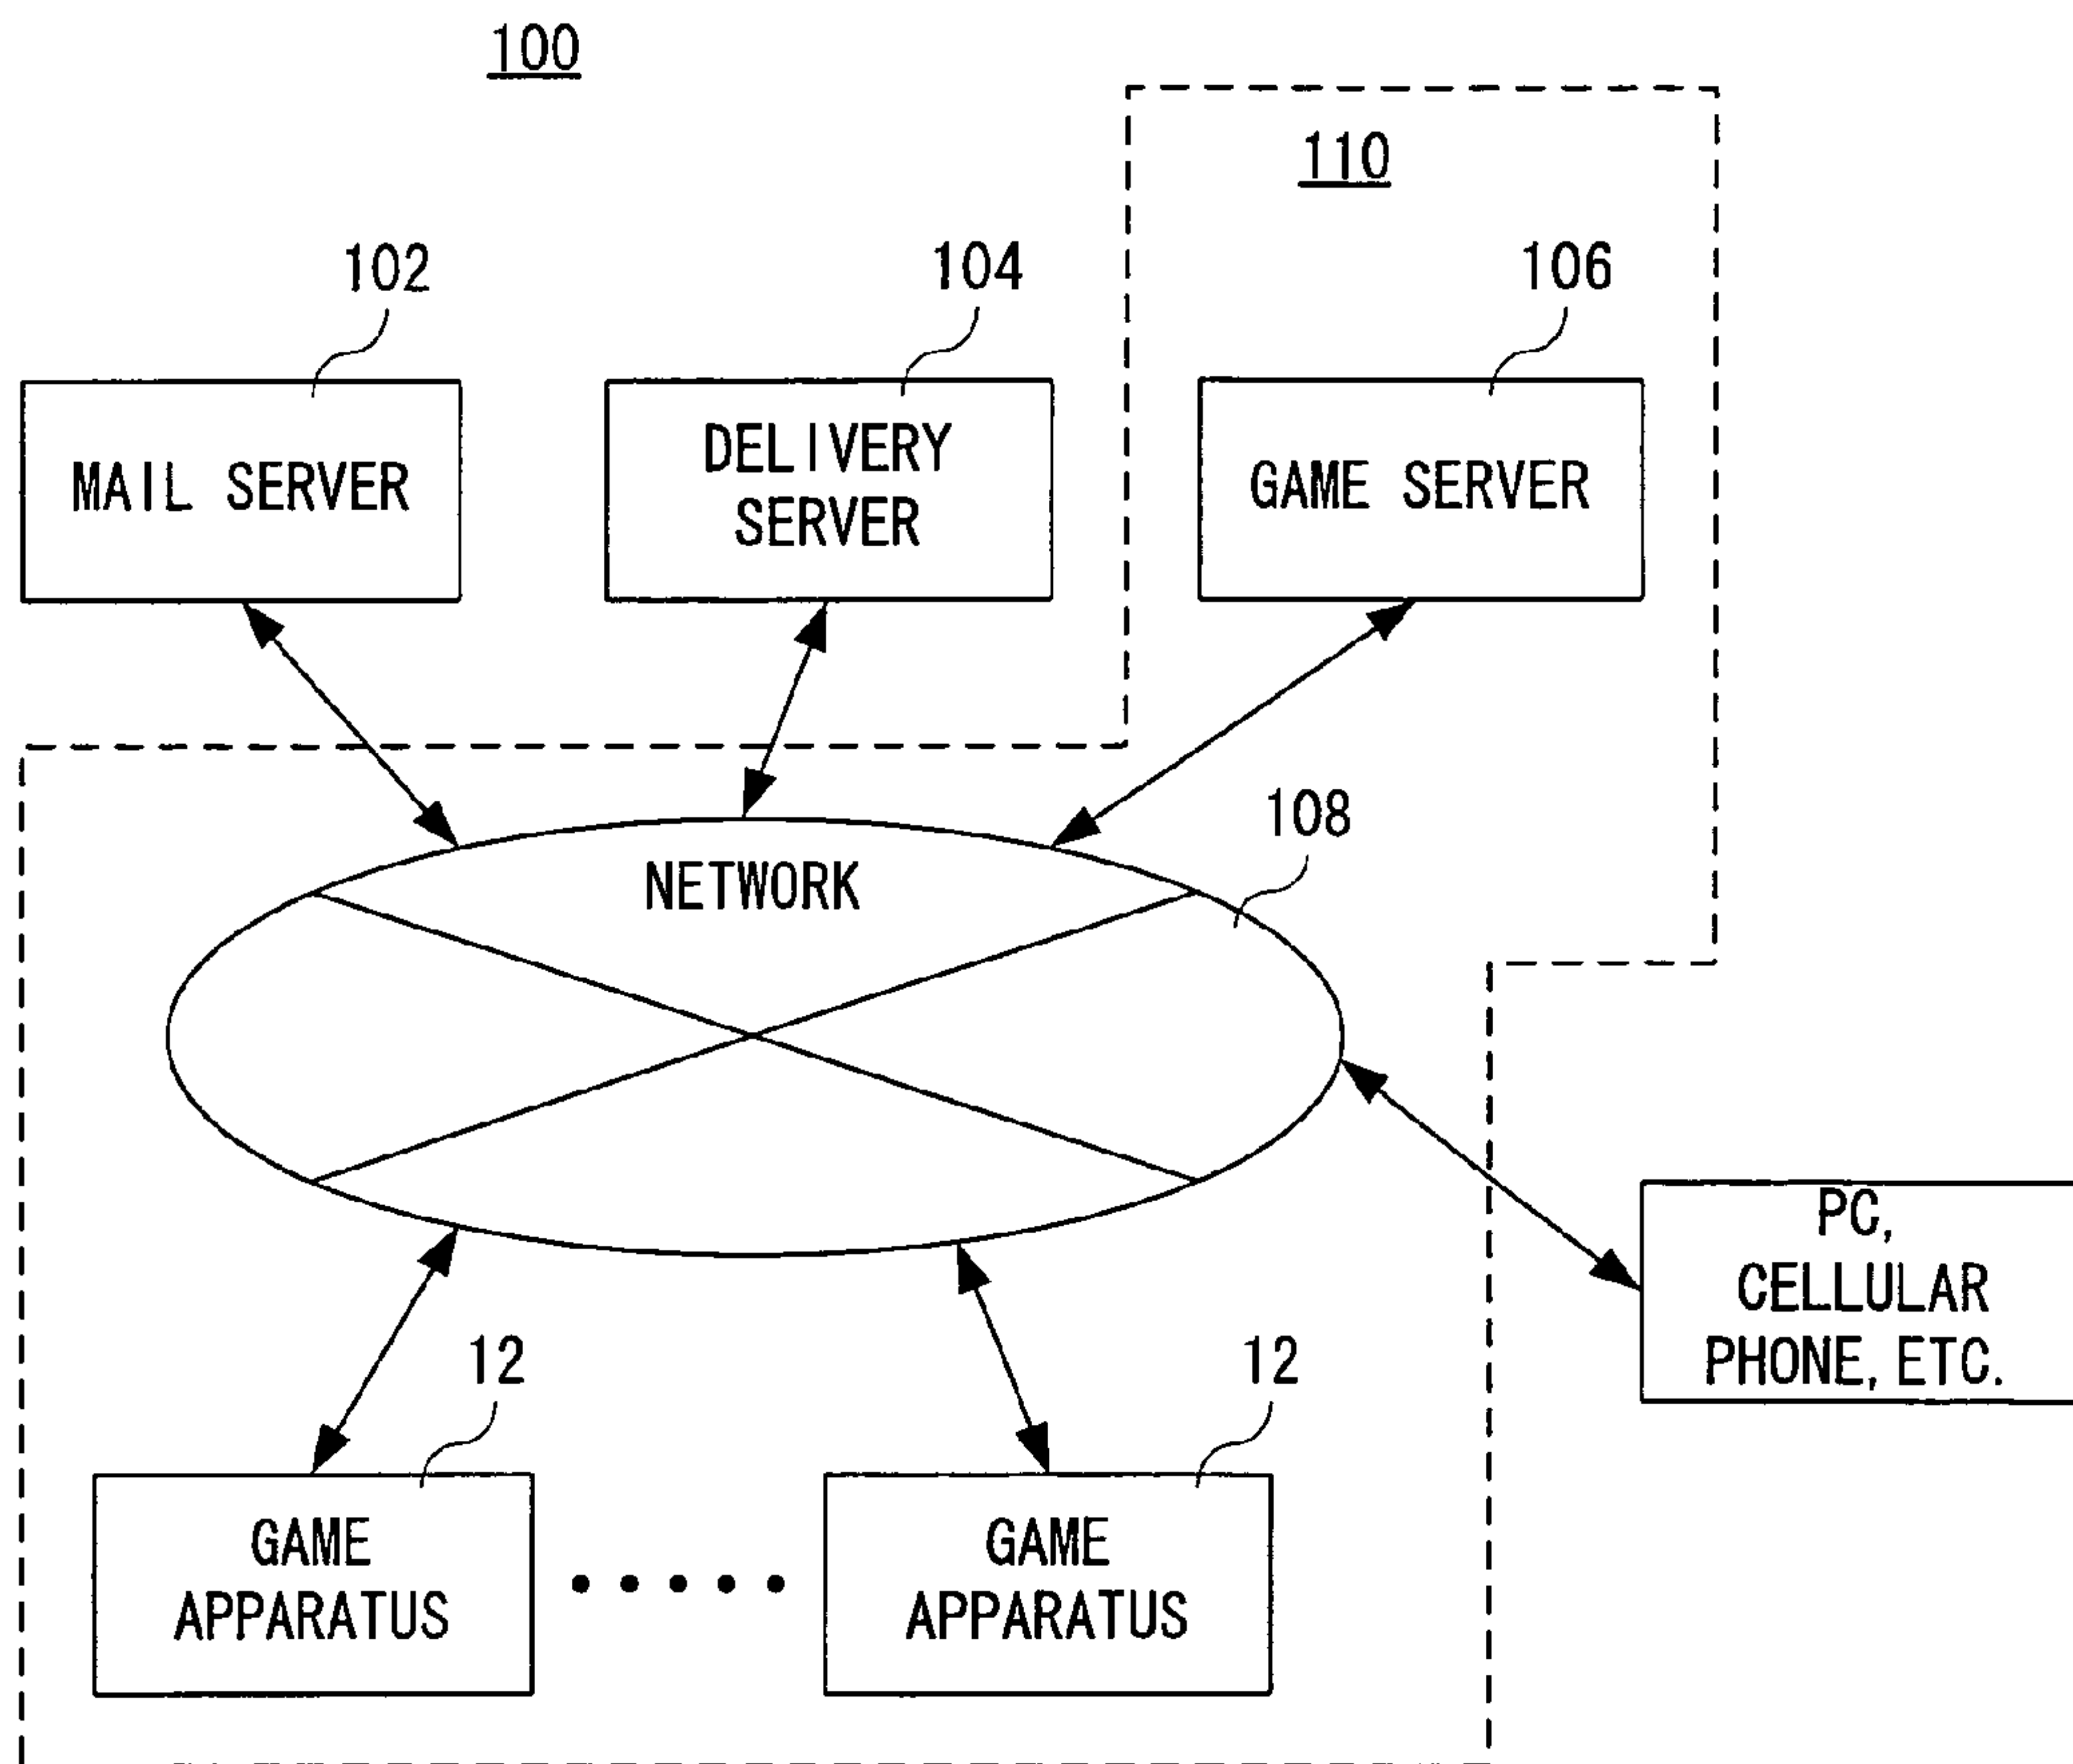 100
110
102
104
106
MAIL SERVER
DELIVERY
SERVER
GAME SERVER
108
NETWORK
12
12
PC,
CELLULAR
PHONE, ETC.
GAME
APPARATUS
GAME
APPARATUS